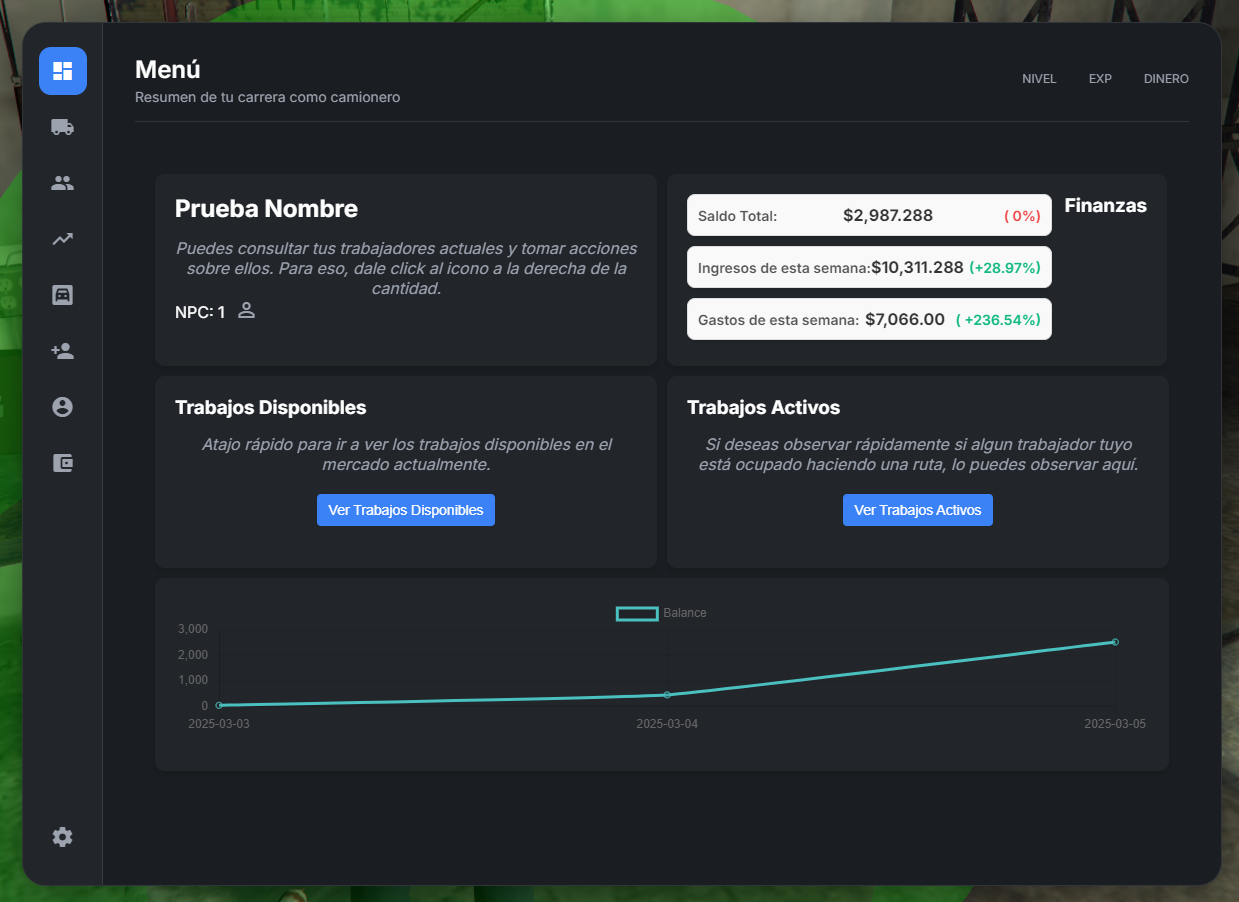 Menú
Resumen de tu carrera como camionero
NIVEL
EXP
DINERO
Prueba Nombre
Puedes consultar tus trabajadores actuales y tomar acciones
sobre ellos. Para eso, dale click al icono a la derecha de la
cantidad.
NPC: 1
Finanzas
Saldo Total: $2,987.288 ( 0%)
Ingresos de esta semana: $10,311.288 (+28.97%)
Gastos de esta semana: $7,066.00 ( +236.54%)
Trabajos Disponibles
Atajo rápido para ir a ver los trabajos disponibles en el
mercado actualmente.
Ver Trabajos Disponibles
Trabajos Activos
Si deseas observar rápidamente si algun trabajador tuyo
está ocupado haciendo una ruta, lo puedes observar aquí.
Ver Trabajos Activos
Balance
3,000
2,000
1,000
0
2025-03-03
2025-03-04
2025-03-05